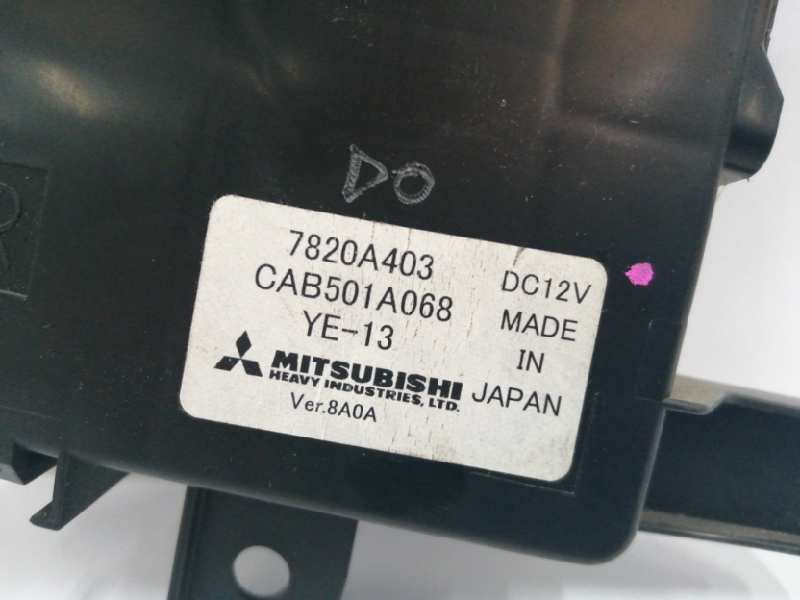 DO
R
7820A403
CAB501A068
YE-13
MITSUBISHI
HEAVY INDUSTRIES, LTD.
Ver.8A0A
DC12V
MADE
IN
JAPAN